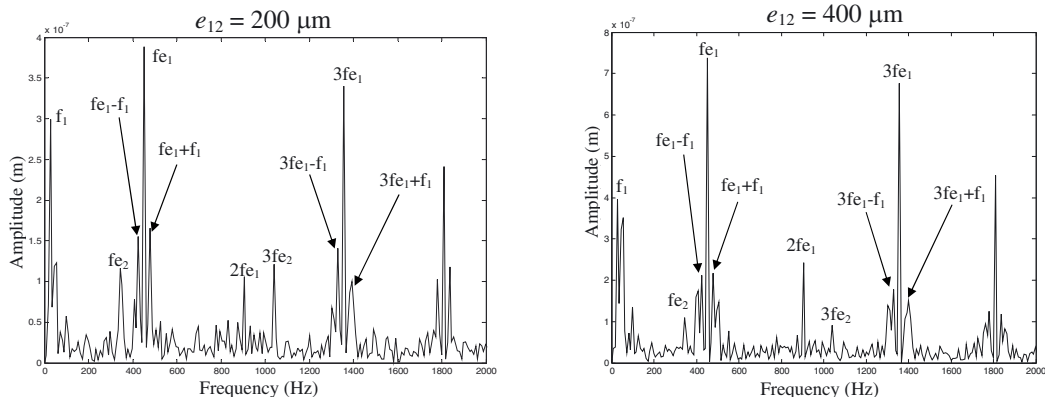 e₁₂ = 200 μm
x 10⁻⁷
4
3.5
3
2.5
2
1.5
1
0.5
0
Amplitude (m)
f₁
fe₁-f₁
fe₁
fe₁+f₁
fe₂
2fe₁
3fe₂
3fe₁-f₁
3fe₁
3fe₁+f₁
0 200 400 600 800 1000 1200 1400 1600 1800 2000
Frequency (Hz)
e₁₂ = 400 μm
x 10⁻⁷
8
7
6
5
4
3
2
1
0
Amplitude (m)
f₁
fe₁-f₁
fe₁
fe₁+f₁
fe₂
2fe₁
3fe₂
3fe₁-f₁
3fe₁
3fe₁+f₁
0 200 400 600 800 1000 1200 1400 1600 1800 2000
Frequency (Hz)